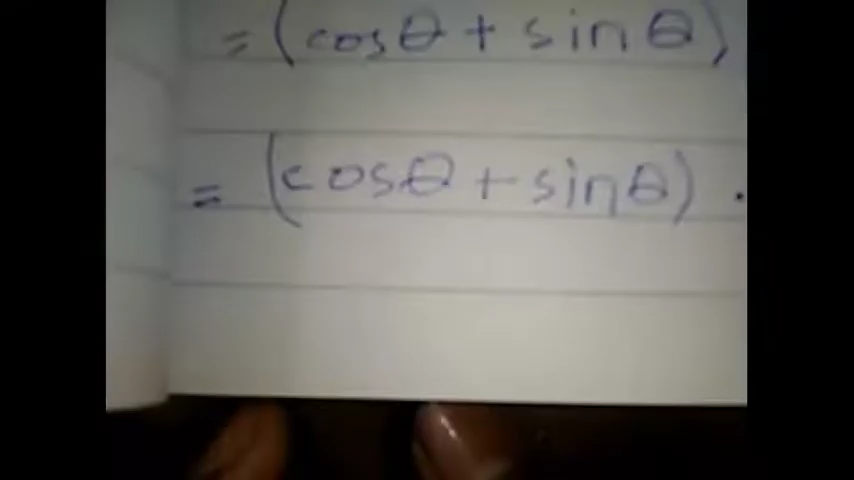 = (cosθ + sinθ)
= (cosθ + sinθ) .